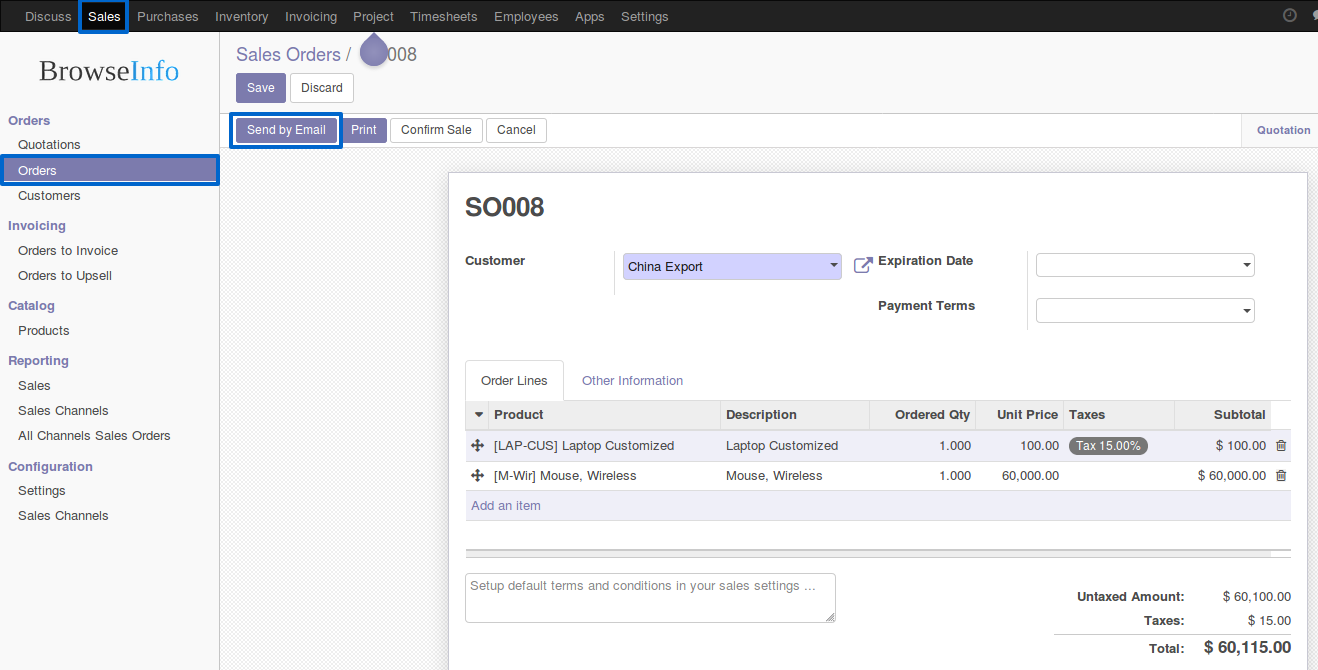 Discuss Sales Purchases Inventory Invoicing Project Timesheets Employees Apps Settings
BrowseInfo
Sales Orders / 008
Save Discard
Send by Email Print Confirm Sale Cancel Quotation
Orders
Quotations
Orders
Customers
Invoicing
Orders to Invoice
Orders to Upsell
Catalog
Products
Reporting
Sales
Sales Channels
All Channels Sales Orders
Configuration
Settings
Sales Channels
SO008
Customer China Export Expiration Date
Payment Terms
Order Lines Other Information
Product Description Ordered Qty Unit Price Taxes Subtotal
[LAP-CUS] Laptop Customized Laptop Customized 1.000 100.00 Tax 15.00% $ 100.00
[M-Wir] Mouse, Wireless Mouse, Wireless 1.000 60,000.00 $ 60,000.00
Add an item
Setup default terms and conditions in your sales settings ...
Untaxed Amount: $ 60,100.00
Taxes: $ 15.00
Total: $ 60,115.00